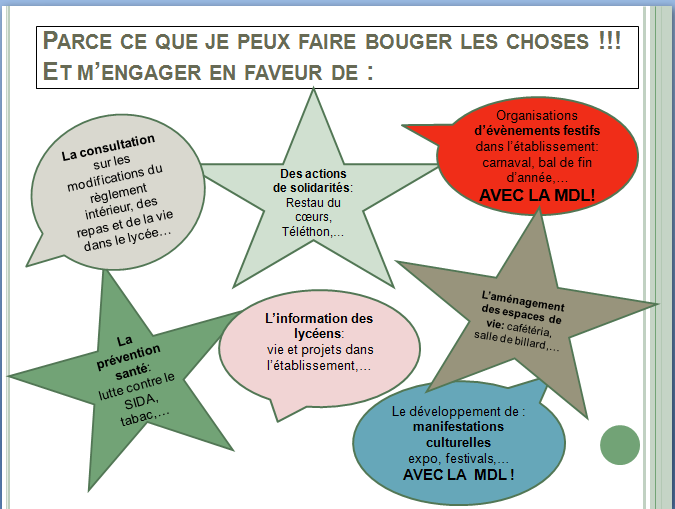 PARCE CE QUE JE PEUX FAIRE BOUGER LES CHOSES !!!
ET M'ENGAGER EN FAVEUR DE :
La consultation
sur les
modifications du
règlement
intérieur, des
repas et de la vie
dans le lycée…
Des actions
de solidarités:
Restau du
cœurs,
Téléthon,…
Organisations
d'évènements festifs
dans l'établissement:
carnaval, bal de fin
d'année,…
AVEC LA MDL!
La
prévention
santé:
lutte contre le
SIDA,
tabac,…
L'information des
lycéens:
vie et projets dans
l'établissement,…
L'aménagement
des espaces de
vie: cafétéria,
salle de billard,…
Le développement de :
manifestations
culturelles
expo, festivals,…
AVEC LA MDL !